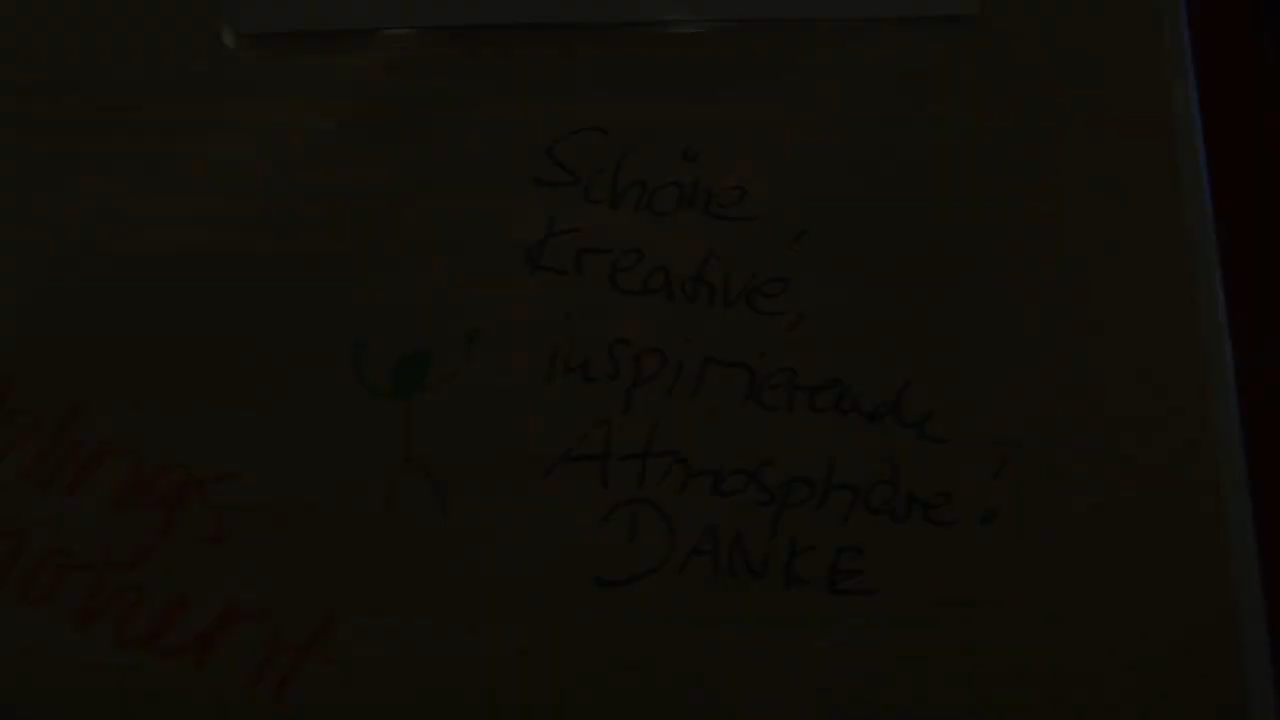 Schöne
Kreative,
inspirierende
Atmosphäre!
DANKE